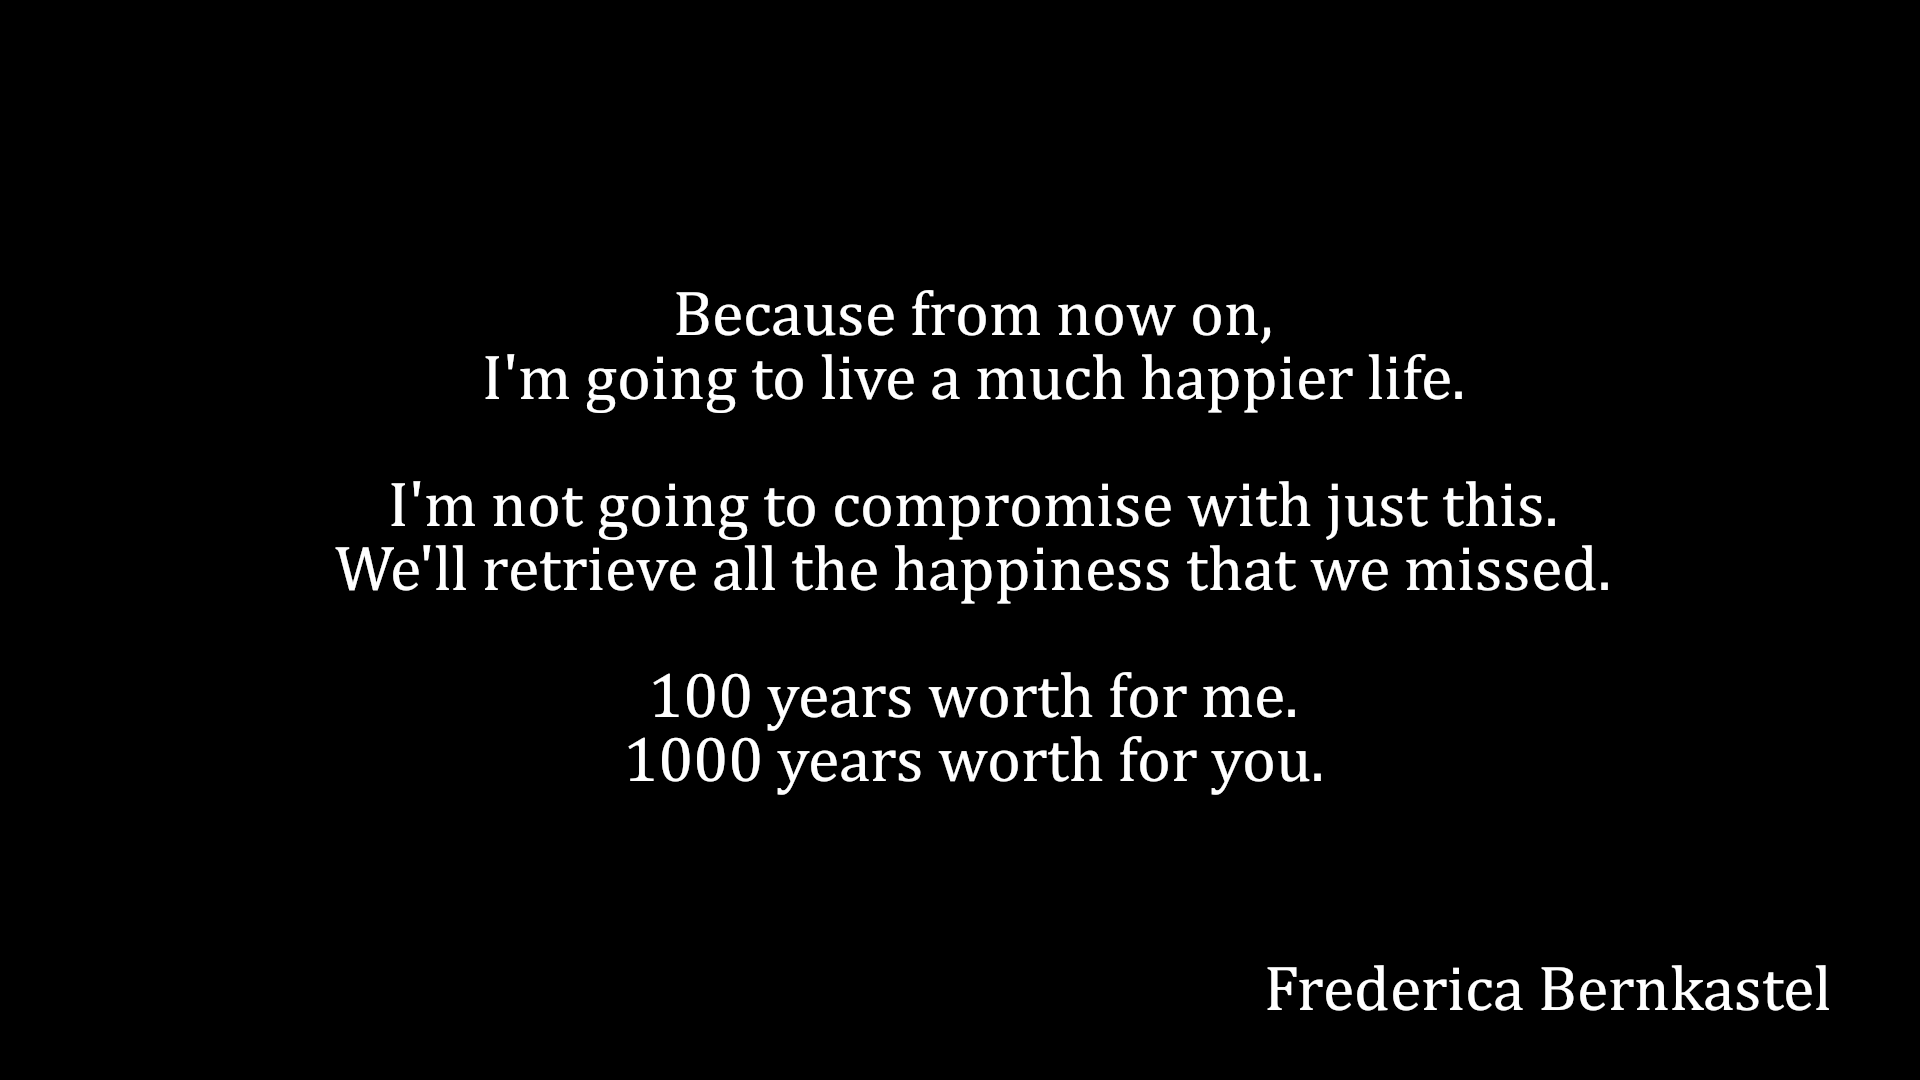 Because from now on,
I'm going to live a much happier life.
I'm not going to compromise with just this.
We'll retrieve all the happiness that we missed.
100 years worth for me.
1000 years worth for you.
Frederica Bernkastel